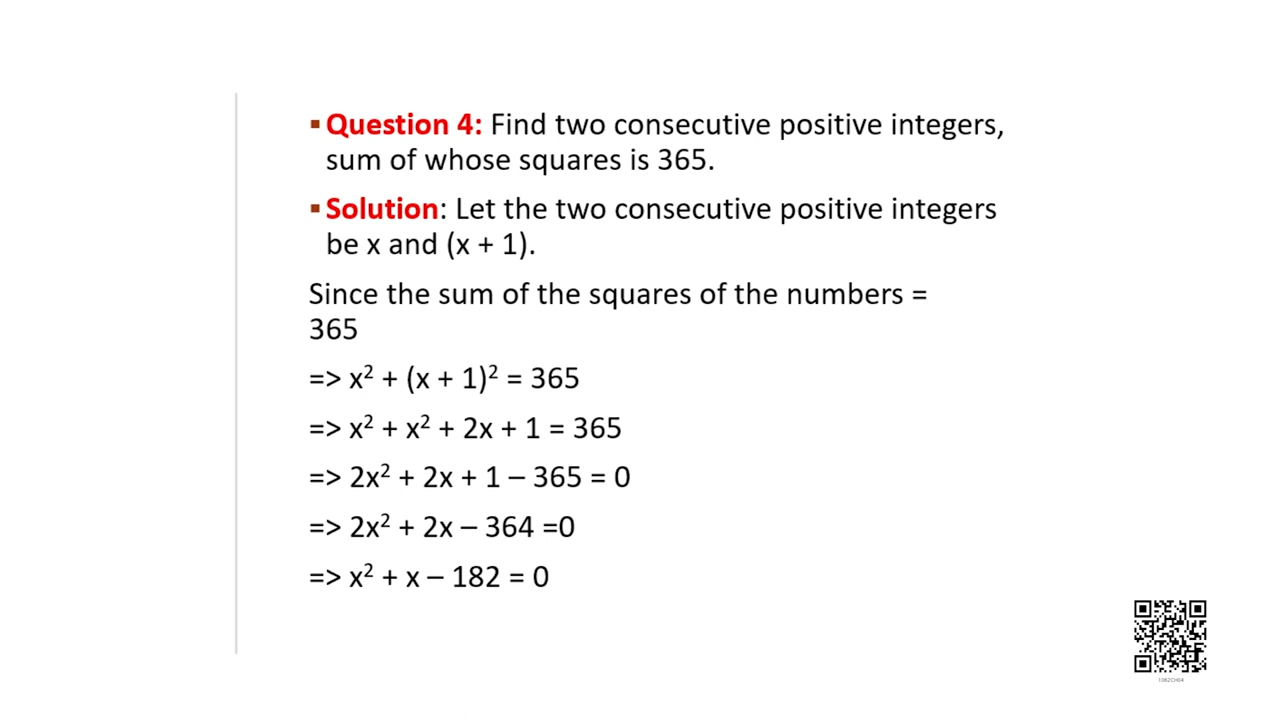 ▪ Question 4: Find two consecutive positive integers,
sum of whose squares is 365.
▪ Solution: Let the two consecutive positive integers
be x and (x + 1).
Since the sum of the squares of the numbers =
365
=> x² + (x + 1)² = 365
=> x² + x² + 2x + 1 = 365
=> 2x² + 2x + 1 – 365 = 0
=> 2x² + 2x – 364 =0
=> x² + x – 182 = 0
1062CH04